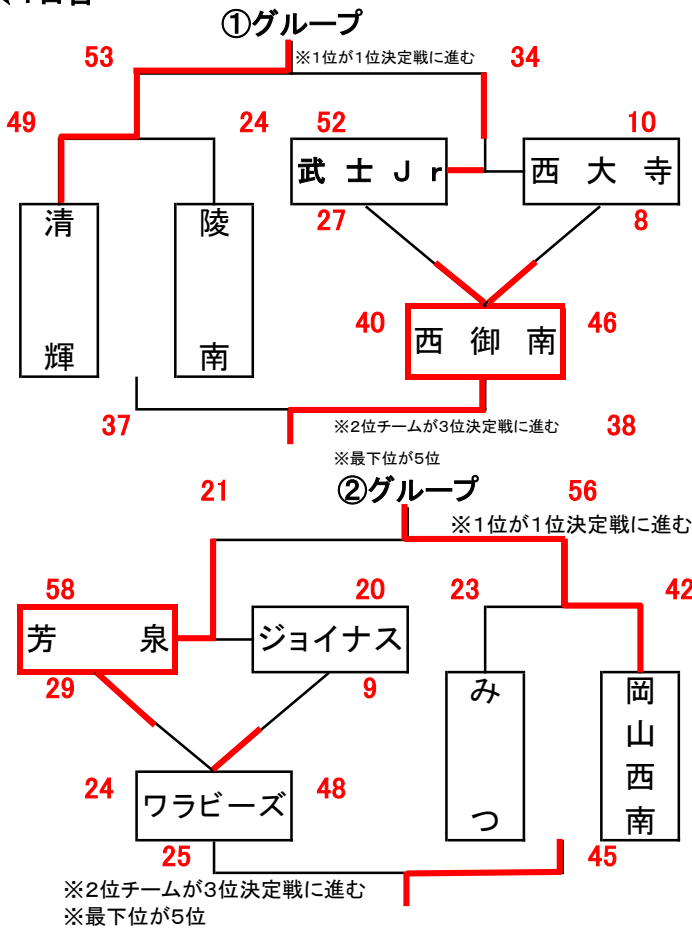 ①グループ
53
※1位が1位決定戦に進む
34
49
24
52
10
武士Jr
西大寺
清輝
陵南
27
8
40
西御南
46
37
※2位チームが3位決定戦に進む
38
※最下位が5位
21
②グループ
56
※1位が1位決定戦に進む
58
20
23
42
芳泉
ジョイナス
みつ
岡山西南
29
9
24
ワラビーズ
48
25
45
※2位チームが3位決定戦に進む
※最下位が5位